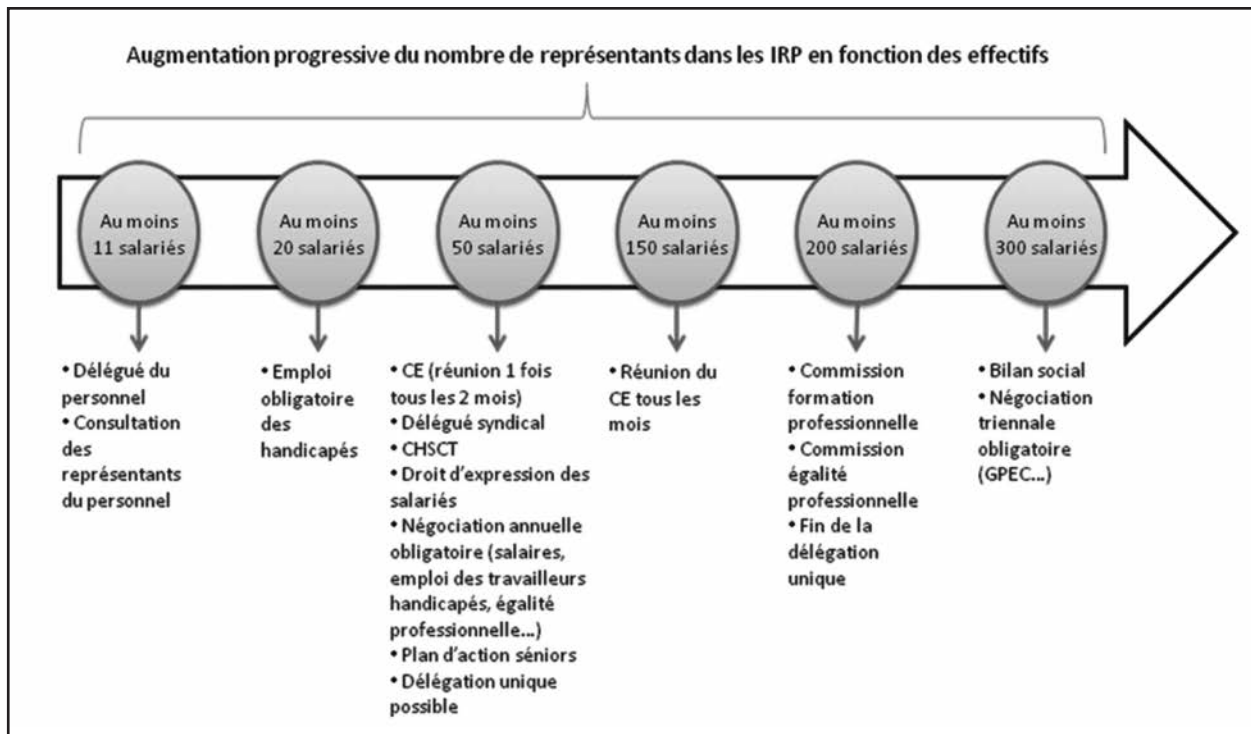 Augmentation progressive du nombre de représentants dans les IRP en fonction des effectifs
Au moins
11 salariés
Au moins
20 salariés
Au moins
50 salariés
Au moins
150 salariés
Au moins
200 salariés
Au moins
300 salariés
• Délégué du
personnel
• Consultation
des
représentants
du personnel
• Emploi
obligatoire
des
handicapés
• CE (réunion 1 fois
tous les 2 mois)
• Délégué syndical
• CHSCT
• Droit d'expression des
salariés
• Négociation annuelle
obligatoire (salaires,
emploi des travailleurs
handicapés, égalité
professionnelle...)
• Plan d'action séniors
• Délégation unique
possible
• Réunion du
CE tous les
mois
• Commission
formation
professionnelle
• Commission
égalité
professionnelle
• Fin de la
délégation
unique
• Bilan social
• Négociation
triennale
obligatoire
(GPEC...)